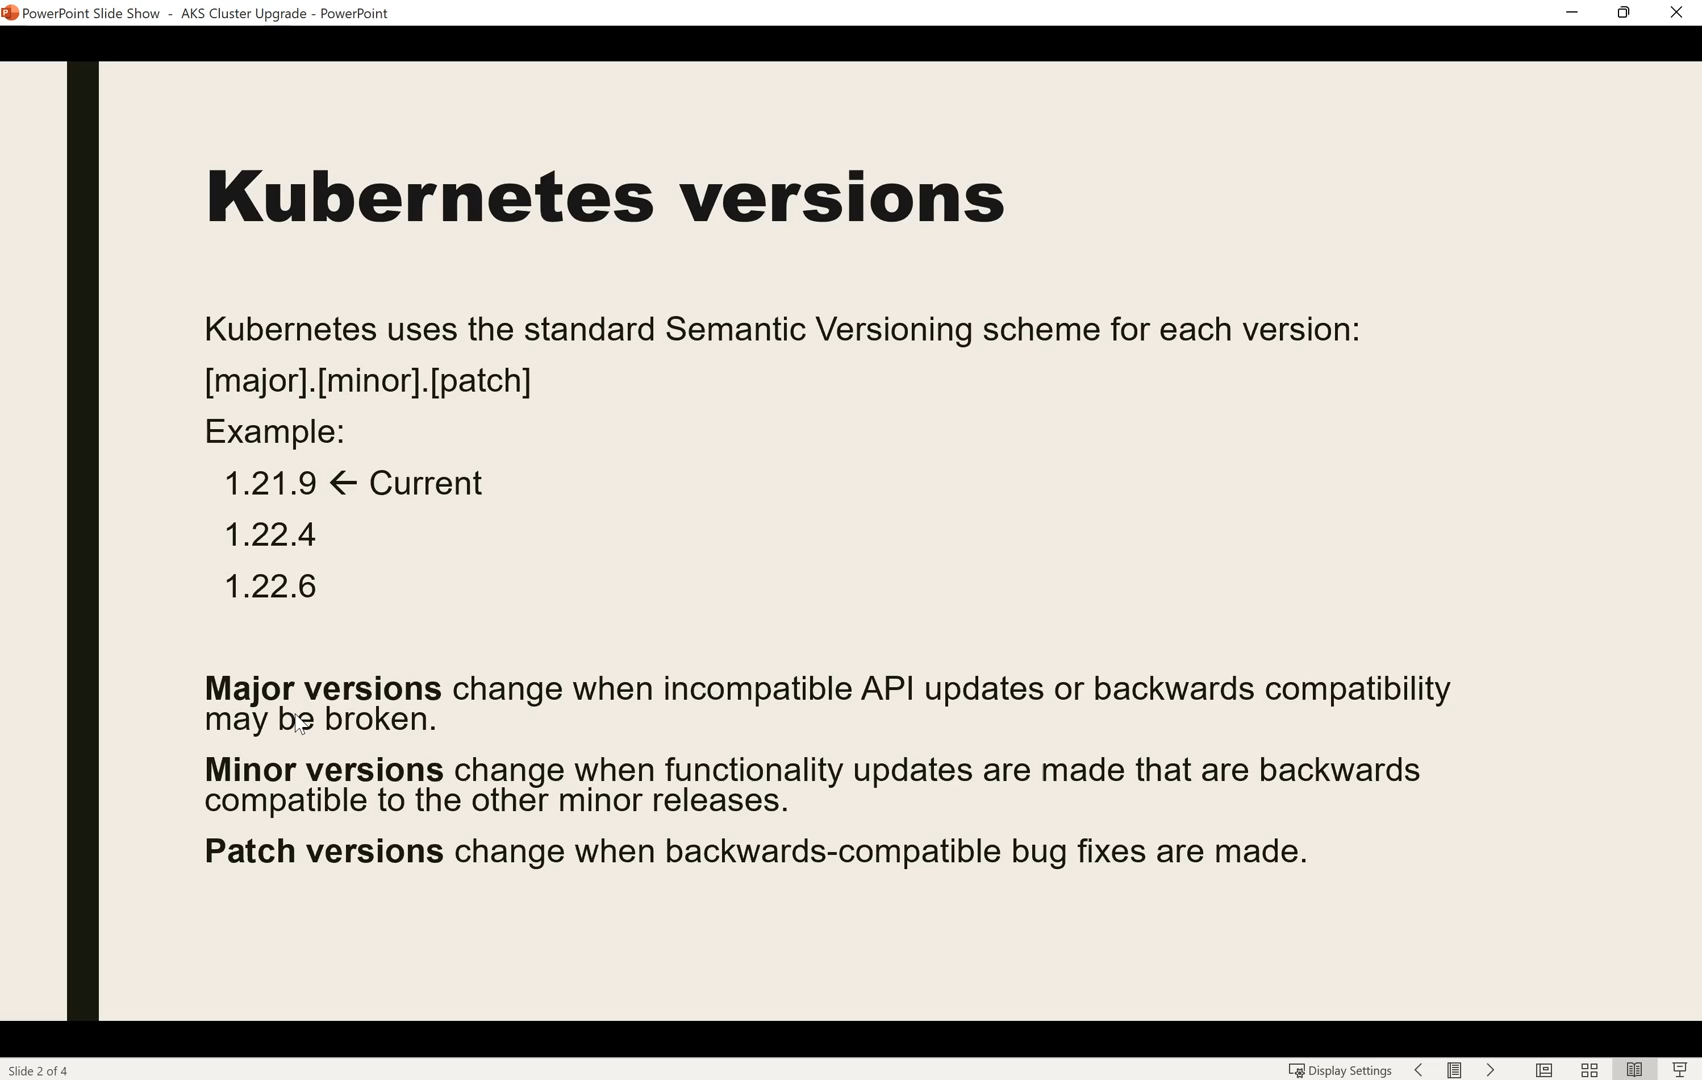 PowerPoint Slide Show - AKS Cluster Upgrade - PowerPoint
Kubernetes versions
Kubernetes uses the standard Semantic Versioning scheme for each version:
[major].[minor].[patch]
Example:
1.21.9 ← Current
1.22.4
1.22.6
Major versions change when incompatible API updates or backwards compatibility
may be broken.
Minor versions change when functionality updates are made that are backwards
compatible to the other minor releases.
Patch versions change when backwards-compatible bug fixes are made.
Slide 2 of 4
Display Settings